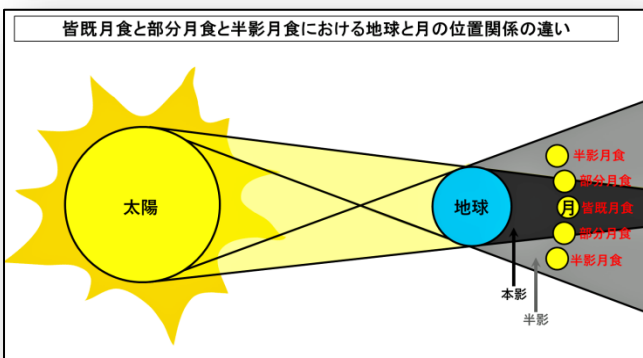 皆既月食と部分月食と半影月食における地球と月の位置関係の違い
太陽
地球
半影月食
部分月食
月 皆既月食
部分月食
半影月食
本影
半影